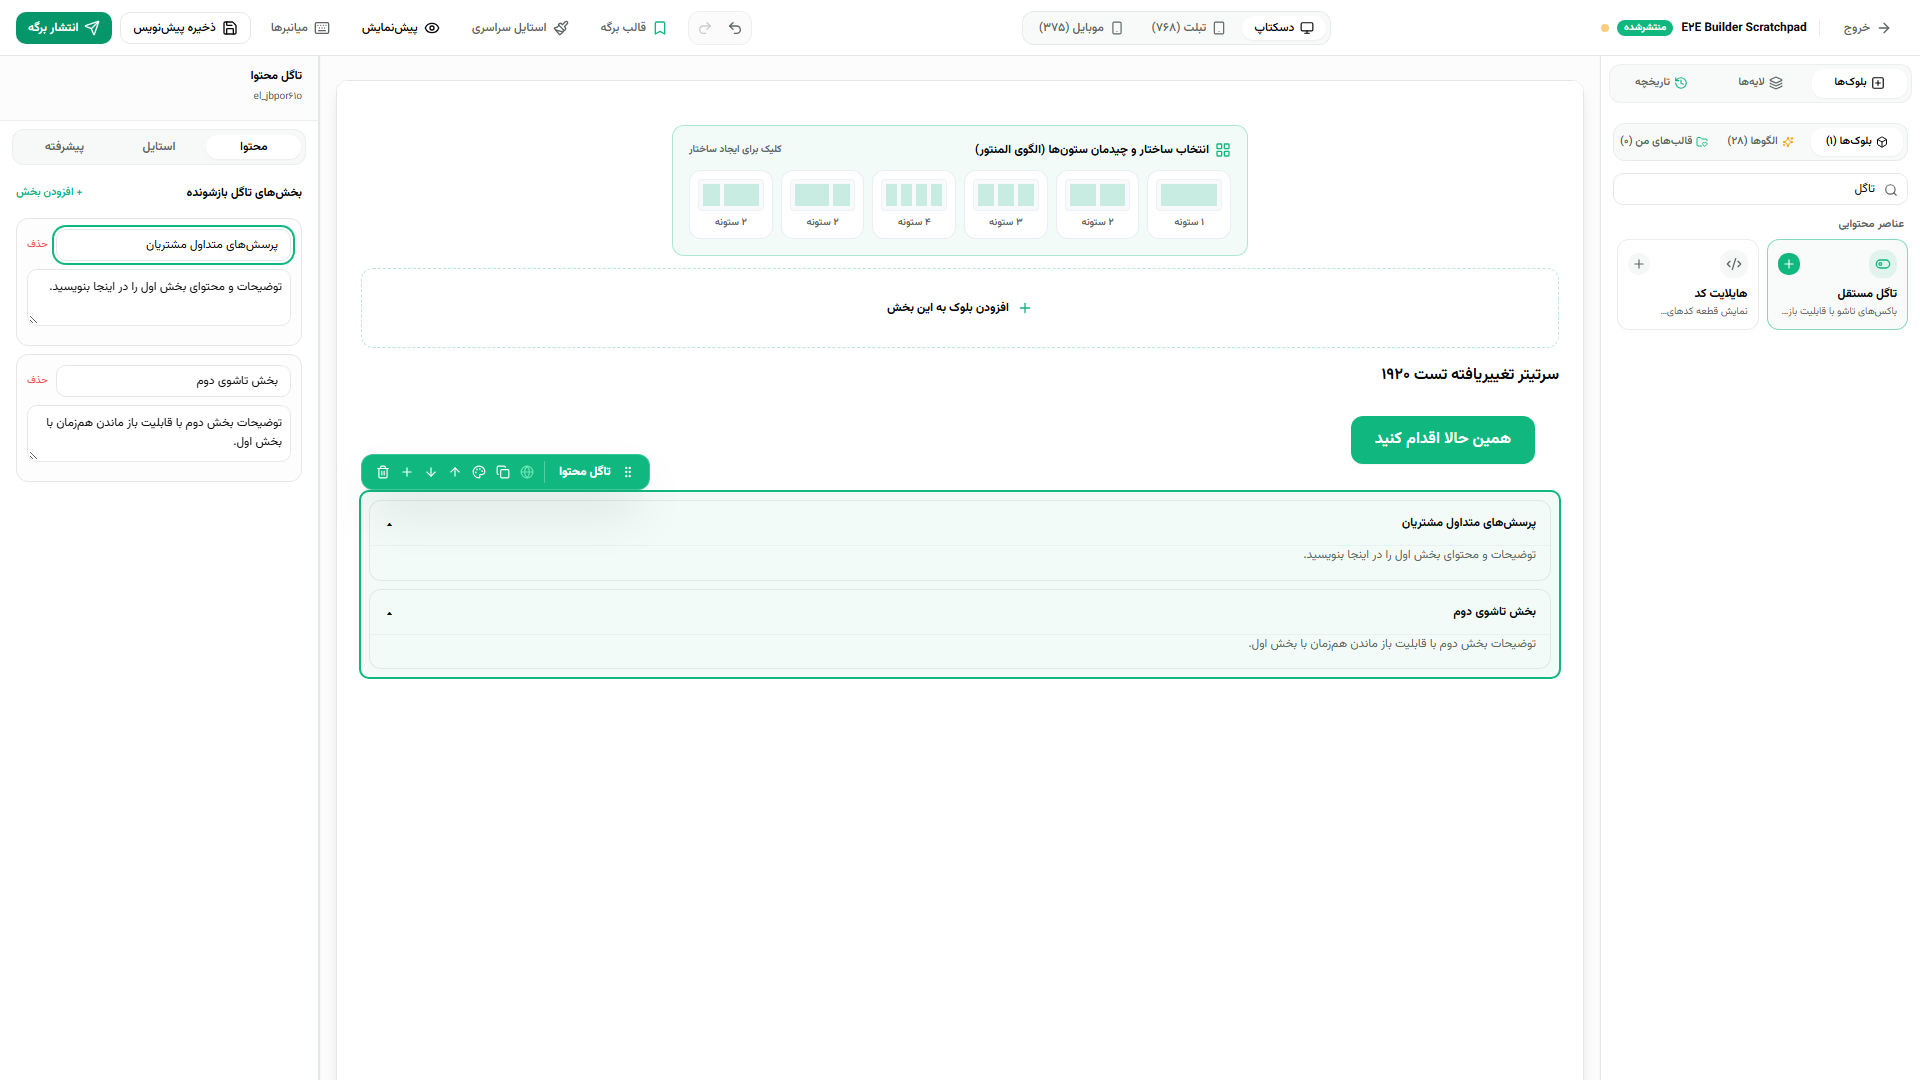 خروج
E2E Builder Scratchpad
منتشرشده
دسکتاپ
تبلت (۷۶۸)
موبایل (۳۷۵)
قالب برگه
استایل سراسری
پیش‌نمایش
میانبرها
ذخیره پیش‌نویس
انتشار برگه
بلوک‌ها
لایه‌ها
تاریخچه
بلوک‌ها (۱)
الگوها (۲۸)
قالب‌های من (۰)
تاگل
عناصر محتوایی
تاگل مستقل
باکس‌های تاشو با قابلیت باز...
هایلایت کد
نمایش قطعه کدهای...
انتخاب ساختار و چیدمان ستون‌ها (الگوی المنتور)
کلیک برای ایجاد ساختار
۱ ستونه
۲ ستونه
۳ ستونه
۴ ستونه
۲ ستونه
۲ ستونه
افزودن بلوک به این بخش
سرتیتر تغییریافته تست ۱۹۲۰
همین حالا اقدام کنید
تاگل محتوا
پرسش‌های متداول مشتریان
توضیحات و محتوای بخش اول را در اینجا بنویسید.
بخش تاشوی دوم
توضیحات بخش دوم با قابلیت باز ماندن هم‌زمان با بخش اول.
تاگل محتوا
el_jbpor۶۱o
محتوا
استایل
پیشرفته
بخش‌های تاگل بازشونده
+ افزودن بخش
پرسش‌های متداول مشتریان
حذف
توضیحات و محتوای بخش اول را در اینجا بنویسید.
بخش تاشوی دوم
حذف
توضیحات بخش دوم با قابلیت باز ماندن هم‌زمان با
بخش اول.